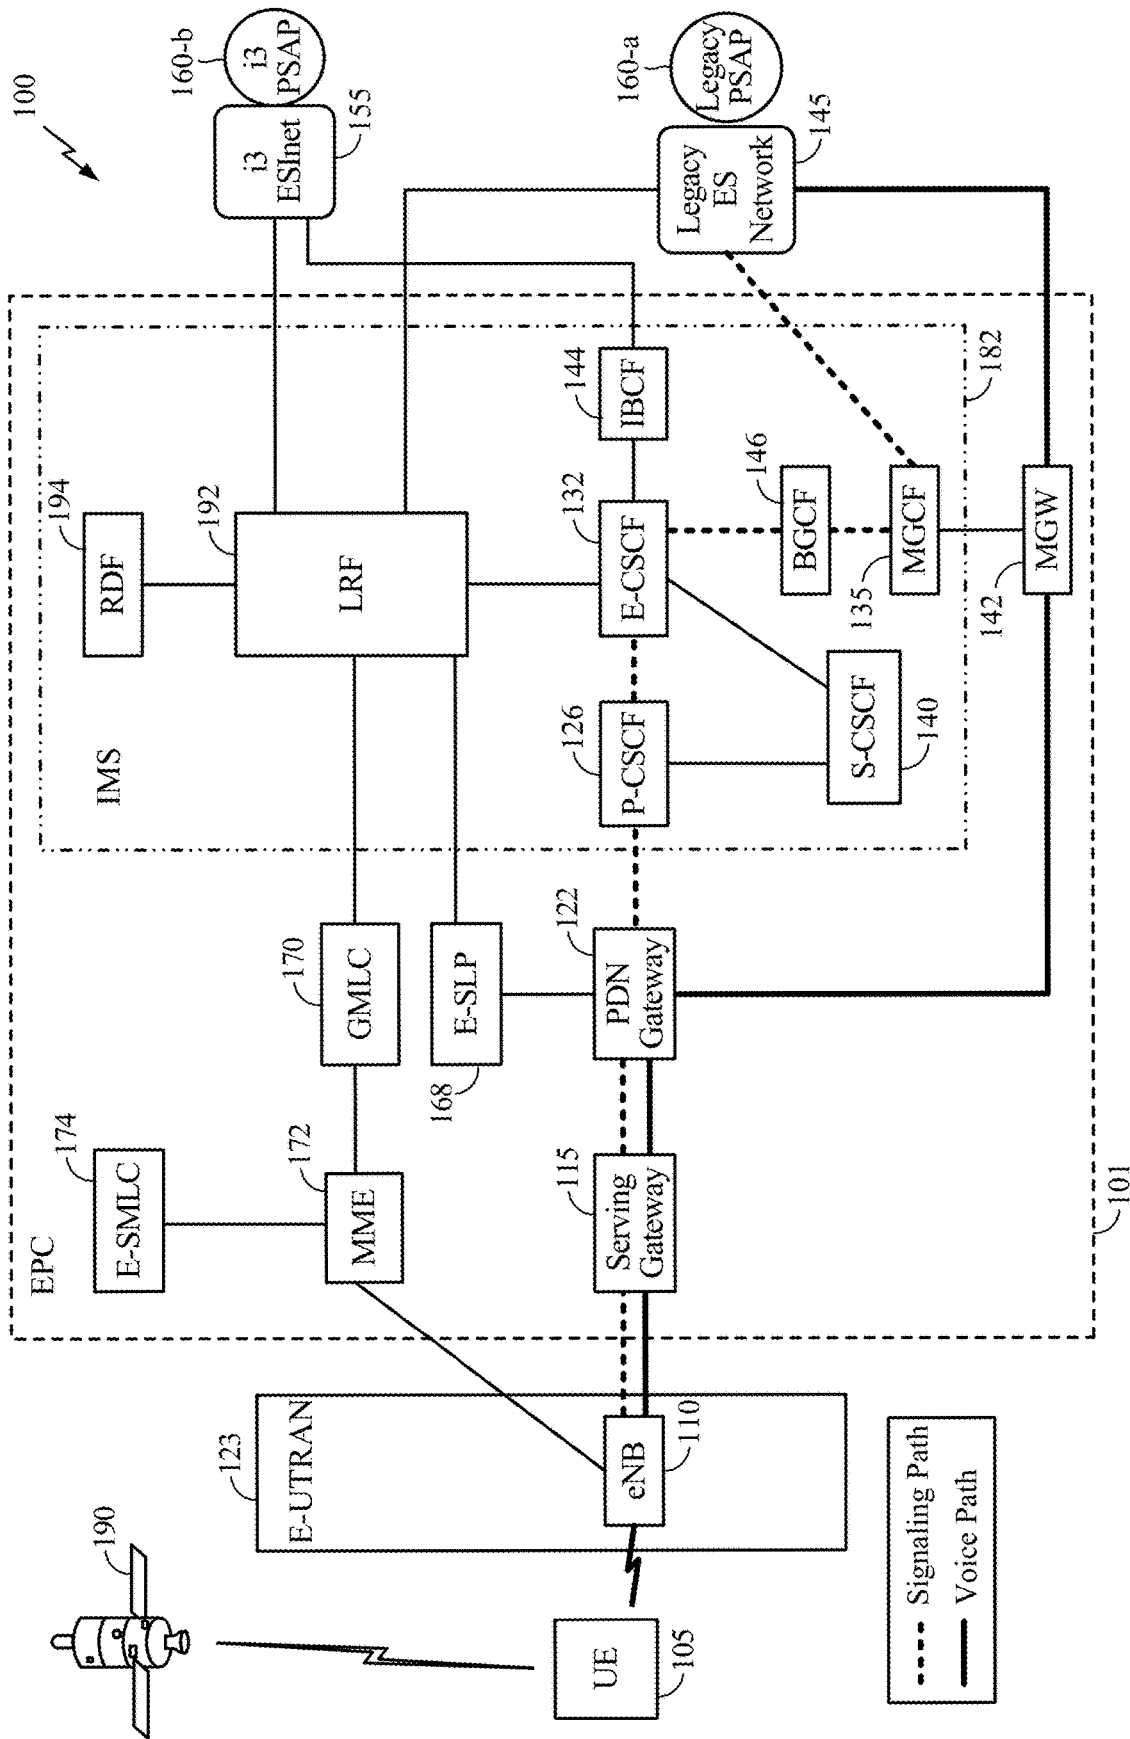 100
190
UE
105
123
E-UTRAN
eNB
110
EPC
101
E-SMLC
174
MME
172
GMLC
170
E-SLP
168
Serving
Gateway
115
PDN
Gateway
122
IMS
182
RDF
194
LRF
192
P-CSCF
126
E-CSCF
132
IBCF
144
S-CSCF
140
BGCF
146
MGCF
135
MGW
142
i3
ESInet
155
i3
PSAP
160-b
Legacy
ES
Network
145
Legacy
PSAP
160-a
Signaling Path
Voice Path